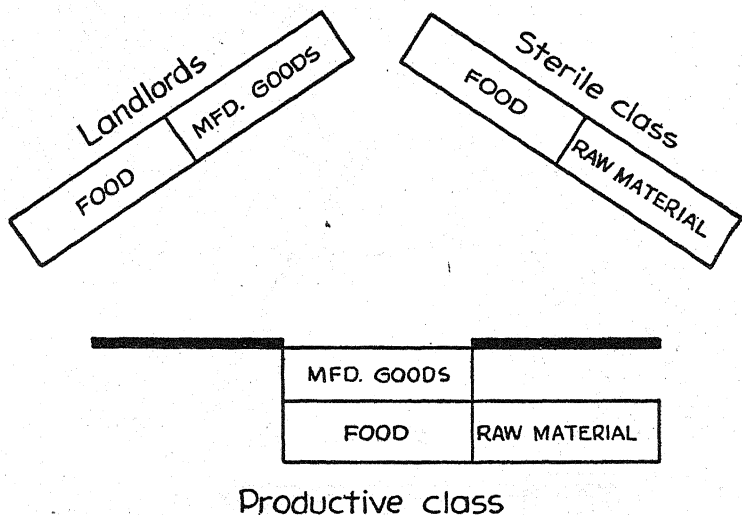 Landlords
FOOD
MFD. GOODS
Sterile class
FOOD
RAW MATERIAL
MFD. GOODS
FOOD
RAW MATERIAL
Productive class